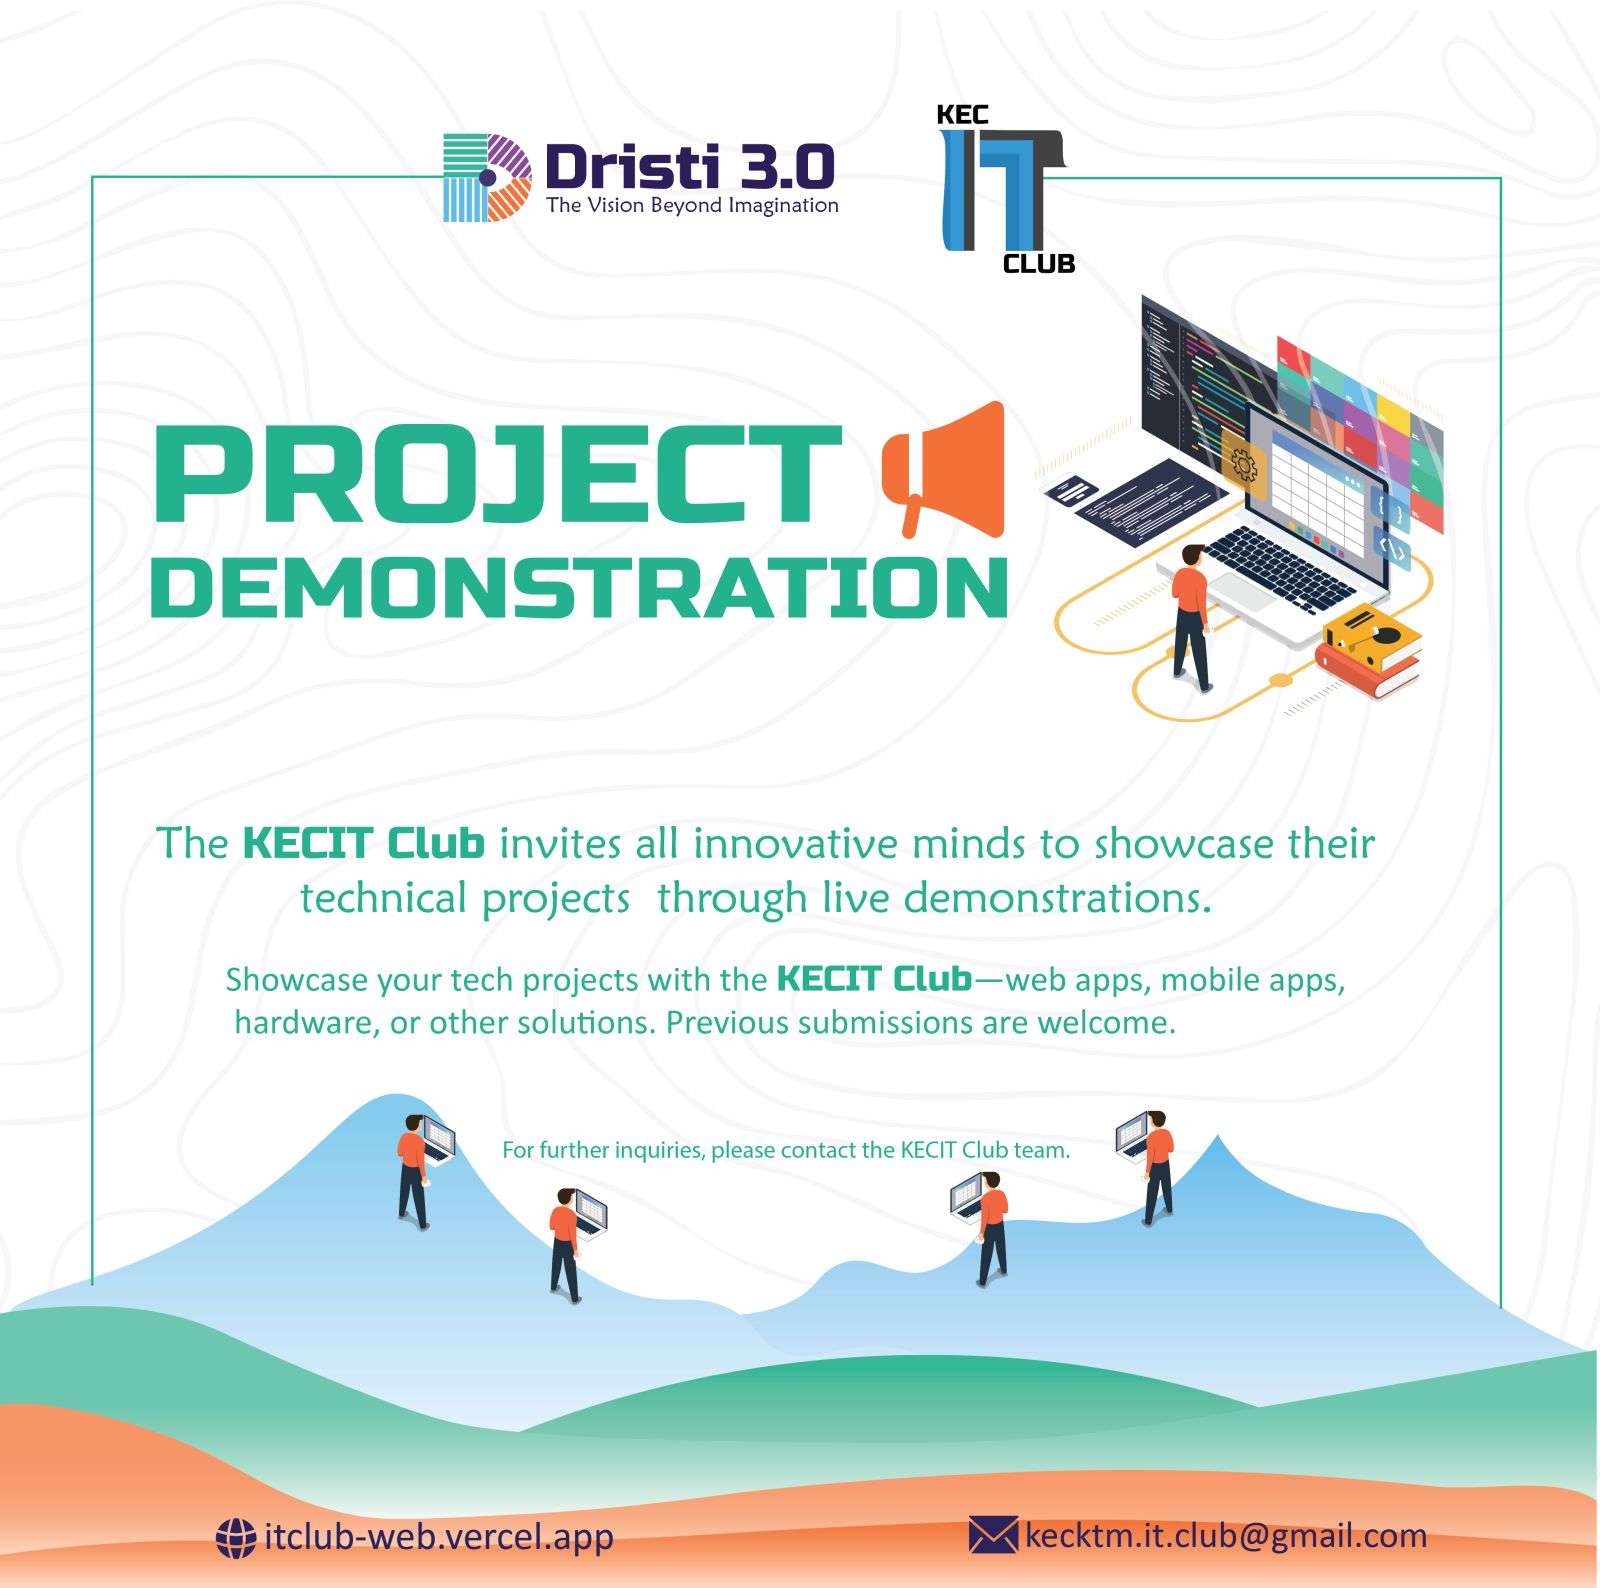 Dristi 3.0
The Vision Beyond Imagination
KEC
IT
CLUB
PROJECT
DEMONSTRATION
The KECIT Club invites all innovative minds to showcase their
technical projects through live demonstrations.
Showcase your tech projects with the KECIT Club—web apps, mobile apps,
hardware, or other solutions. Previous submissions are welcome.
For further inquiries, please contact the KECIT Club team.
itclub-web.vercel.app
kecktm.it.club@gmail.com